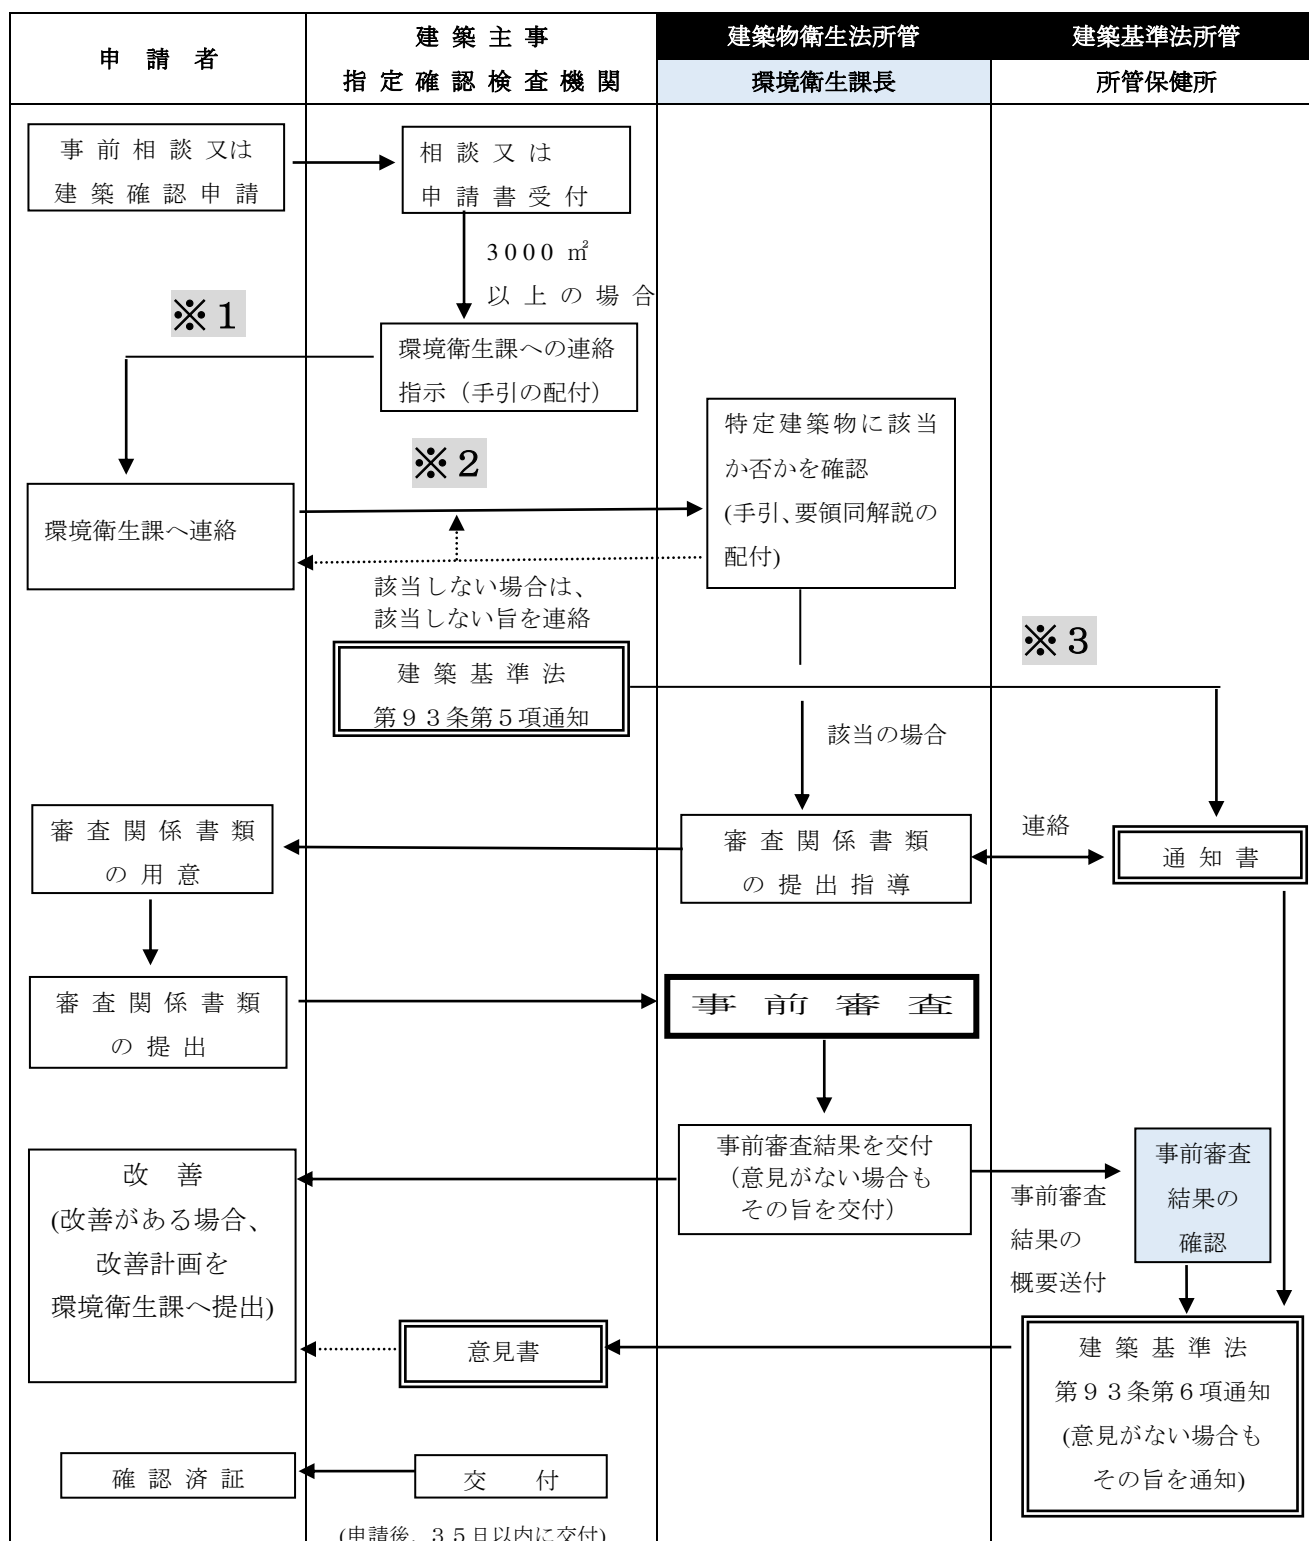 申請者
建築主事
指定確認検査機関
建築物衛生法所管
環境衛生課長
建築基準法所管
所管保健所
事前相談又は
建築確認申請
相談又は
申請書受付
3000 ㎡
以上の場合
※1
環境衛生課への連絡
指示（手引の配付）
特定建築物に該当
か否かを確認
(手引、要領同解説の
配付)
※2
環境衛生課へ連絡
該当しない場合は、
該当しない旨を連絡
※3
建築基準法
第９３条第５項通知
該当の場合
審査関係書類
の用意
審査関係書類
の提出指導
連絡
通知書
審査関係書類
の提出
事前審査
改　善
(改善がある場合、
改善計画を
環境衛生課へ提出)
事前審査結果を交付
（意見がない場合も
その旨を交付）
事前審査
結果の
概要送付
事前審査
結果の
確認
意見書
建築基準法
第９３条第６項通知
(意見がない場合も
その旨を通知)
確認済証
交　付
(申請後、３５日以内に交付)